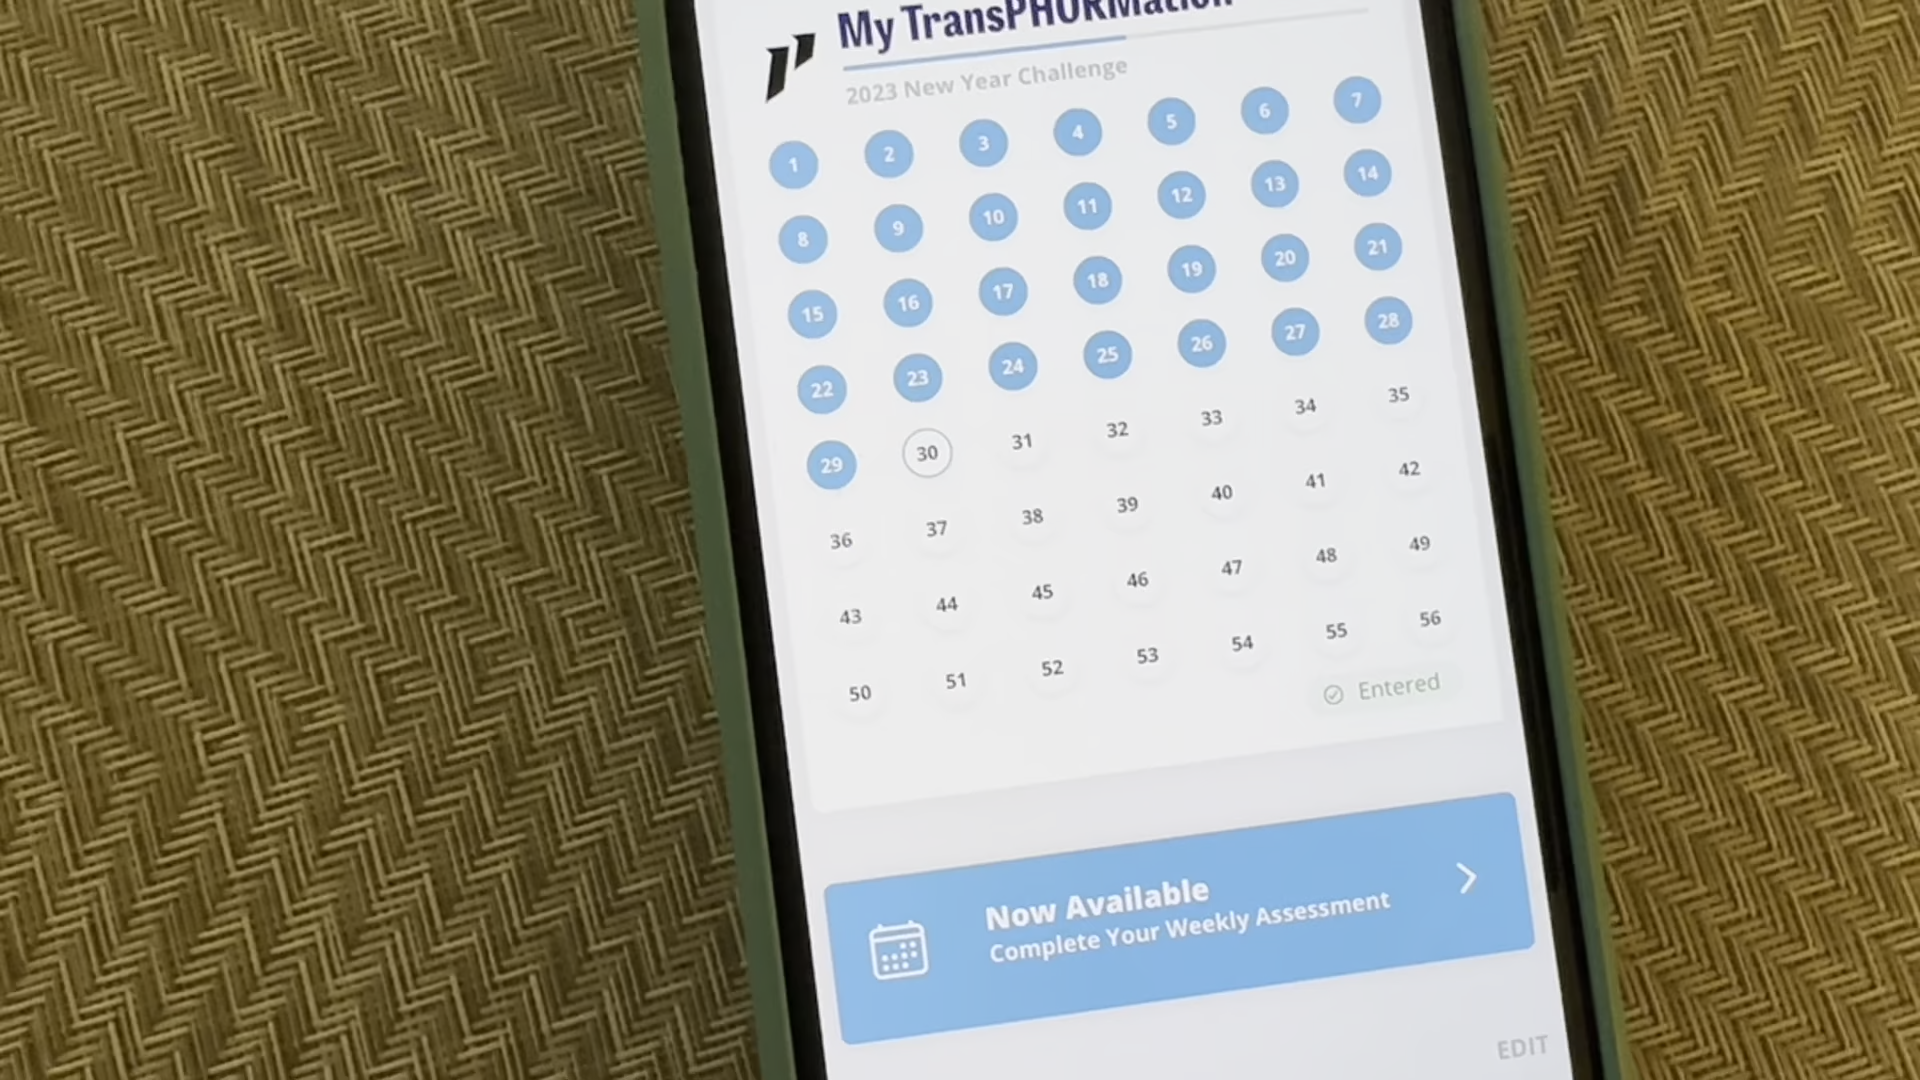 My TransPHORMation
2023 New Year Challenge
1 2 3 4 5 6 7
8 9 10 11 12 13 14
15 16 17 18 19 20 21
22 23 24 25 26 27 28
29 30 31 32 33 34 35
36 37 38 39 40 41 42
43 44 45 46 47 48 49
50 51 52 53 54 55 56
Entered
Now Available
Complete Your Weekly Assessment
EDIT